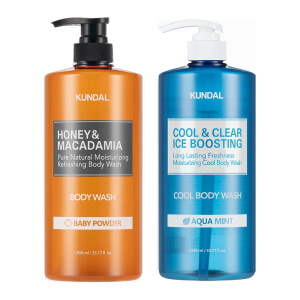 KUNDAL
HONEY&
MACADAMIA
Pure Natural Moisturizing
Refreshing Body Wash
BODY WASH
BABY POWDER
KUNDAL
COOL & CLEAR
ICE BOOSTING
Long Lasting Freshness
Moisturizing Cool Body Wash
COOL BODY WASH
AQUA MINT